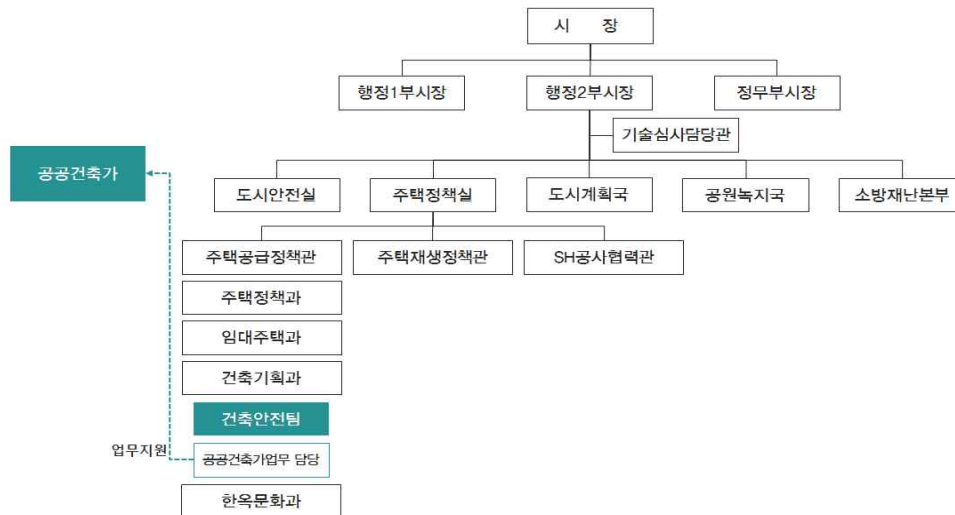 시 장
행정1부시장
행정2부시장
정무부시장
기술심사담당관
공공건축가
도시안전실
주택정책실
도시계획국
공원녹지국
소방재난본부
주택공급정책관
주택재생정책관
SH공사협력관
주택정책과
임대주택과
건축기획과
건축안전팀
업무지원
공공건축가업무 담당
한옥문화과